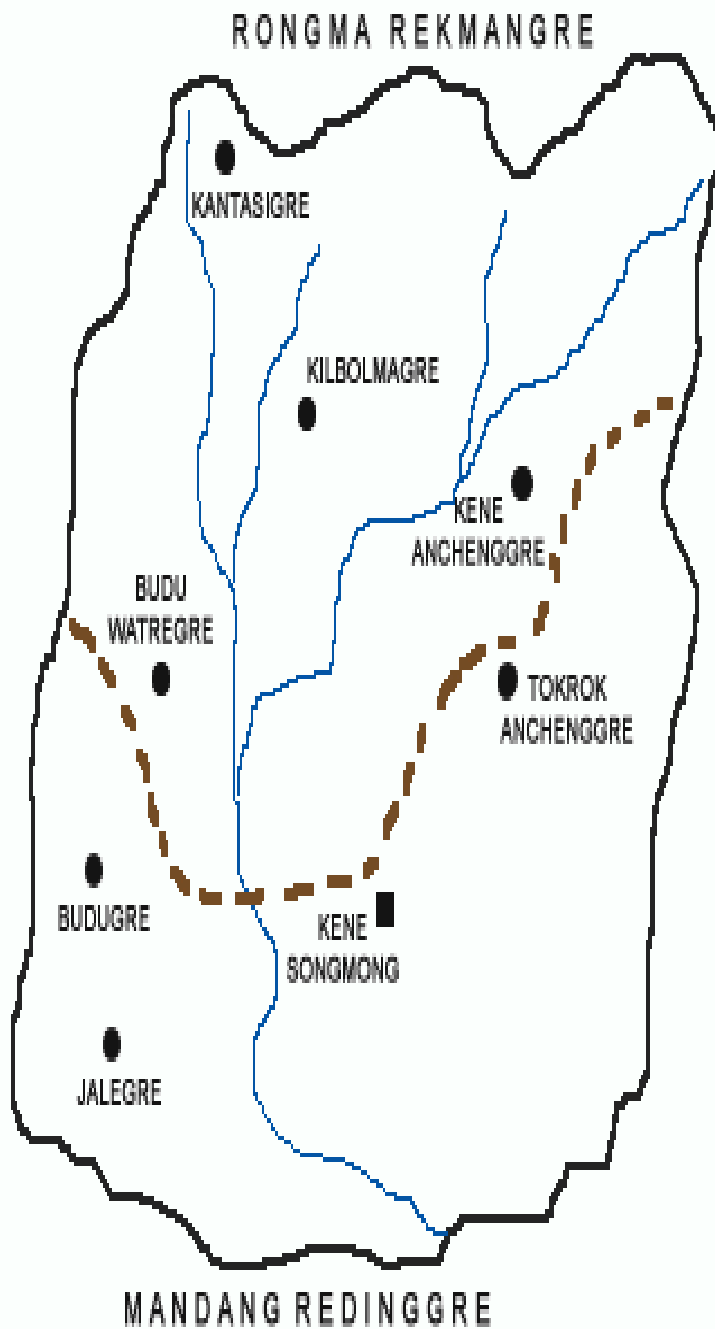 RONGMA REKMANGRE
KANTASIGRE
KILBOLMAGRE
KENE
ANCHENGGRE
BUDU
WATREGRE
TOKROK
ANCHENGGRE
BUDUGRE
KENE
SONGMONG
JALEGRE
MANDANG REDINGGRE